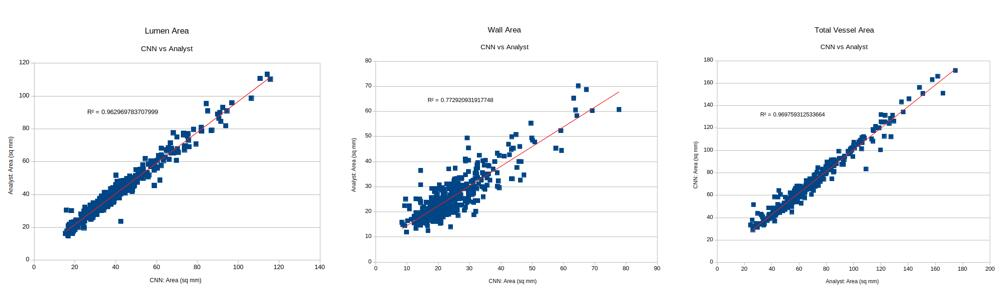 Lumen Area
CNN vs Analyst
R² = 0.962969783707999
Analyst: Area (sq mm)
120
100
80
60
40
20
0
0 20 40 60 80 100 120 140
CNN: Area (sq mm)
Wall Area
CNN vs Analyst
R² = 0.772920931917748
Analyst: Area (sq mm)
80
70
60
50
40
30
20
10
0
0 10 20 30 40 50 60 70 80 90
CNN: Area (sq mm)
Total Vessel Area
CNN vs Analyst
R² = 0.969759312533664
CNN: Area (sq mm)
180
160
140
120
100
80
60
40
20
0
0 20 40 60 80 100 120 140 160 180 200
Analyst: Area (sq mm)